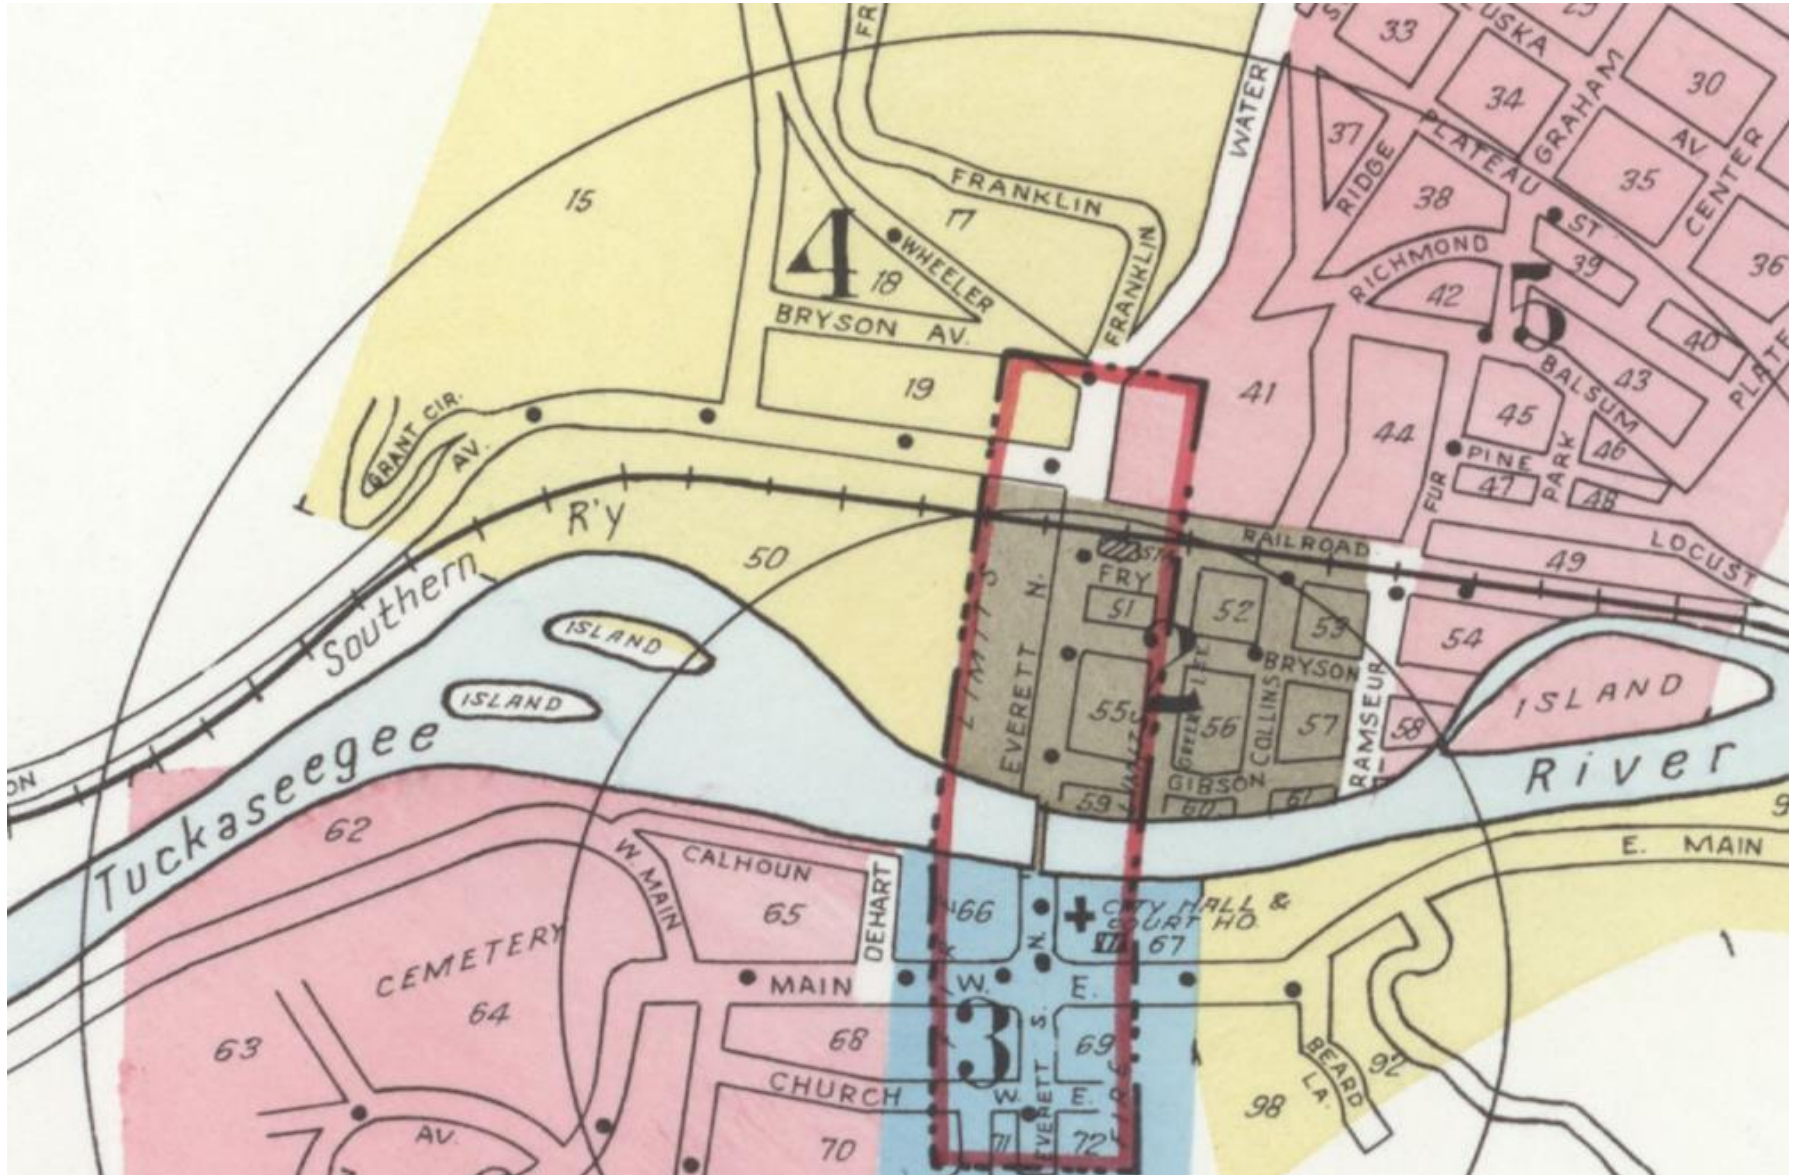 FR
WATER
33
34
GRAHAM
30
AV
CENTER
37
PLATEAU
35
RIDGE
38
ST
36
15
FRANKLIN
17
4
WHEELER
18
FRANKLIN
RICHMOND
39
42
5
40
BRYSON AV.
BALSUM
43
19
41
44
45
46
GRANT CIR.
AV.
PINE
PARK
47
48
FUR
LOCUST
49
R'Y
50
RAILROAD
Southern
STA
FRY
51
52
53
54
LIMITS
EVERETT N.
BRYSON
ISLAND
ISLAND
ISLAND
55
56
COLLINS
57
RAMSEUR
58
GIBSON
59
60
61
Tuckaseegee
River
62
W. MAIN
CALHOUN
65
DEHART
66
N.
CITY HALL &
COURT HO.
67
E. MAIN
CEMETERY
64
63
MAIN
W.
E.
68
3
S.
69
CHURCH
W.
E.
EVERETT
FIRE
BEARD
LA.
92
98
AV.
70
71
72